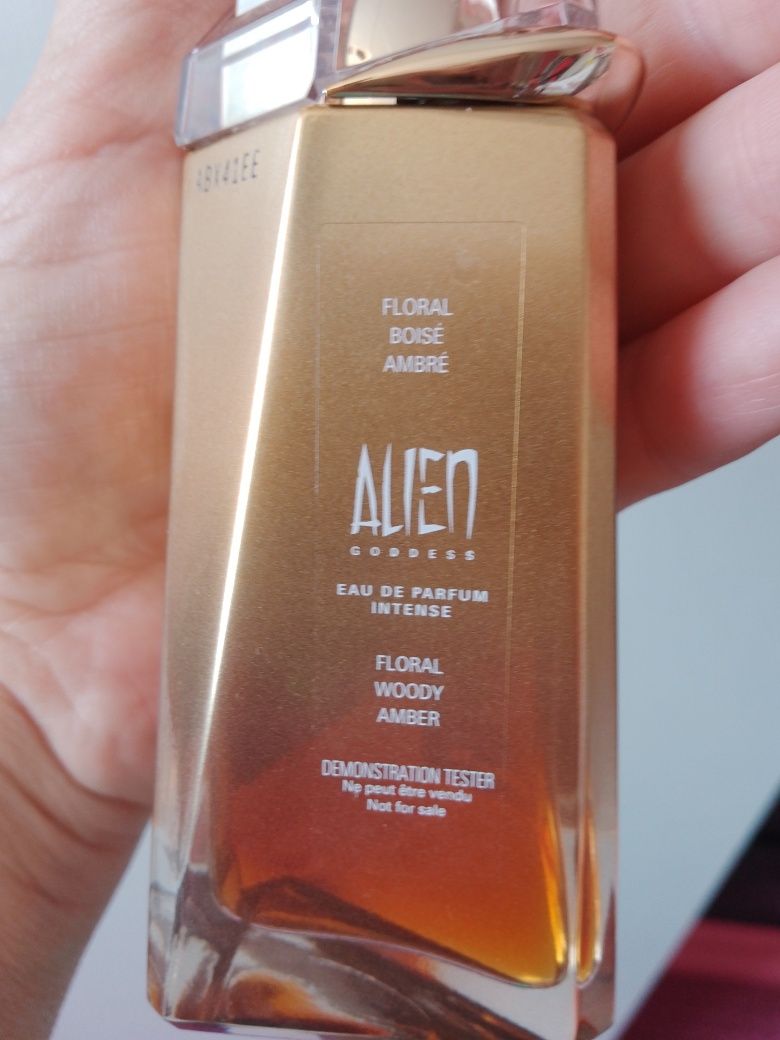 ABX41EE
FLORAL
BOISÉ
AMBRÉ
ALIEN
GODDESS
EAU DE PARFUM
INTENSE
FLORAL
WOODY
AMBER
DEMONSTRATION TESTER
Ne peut être vendu
Not for sale